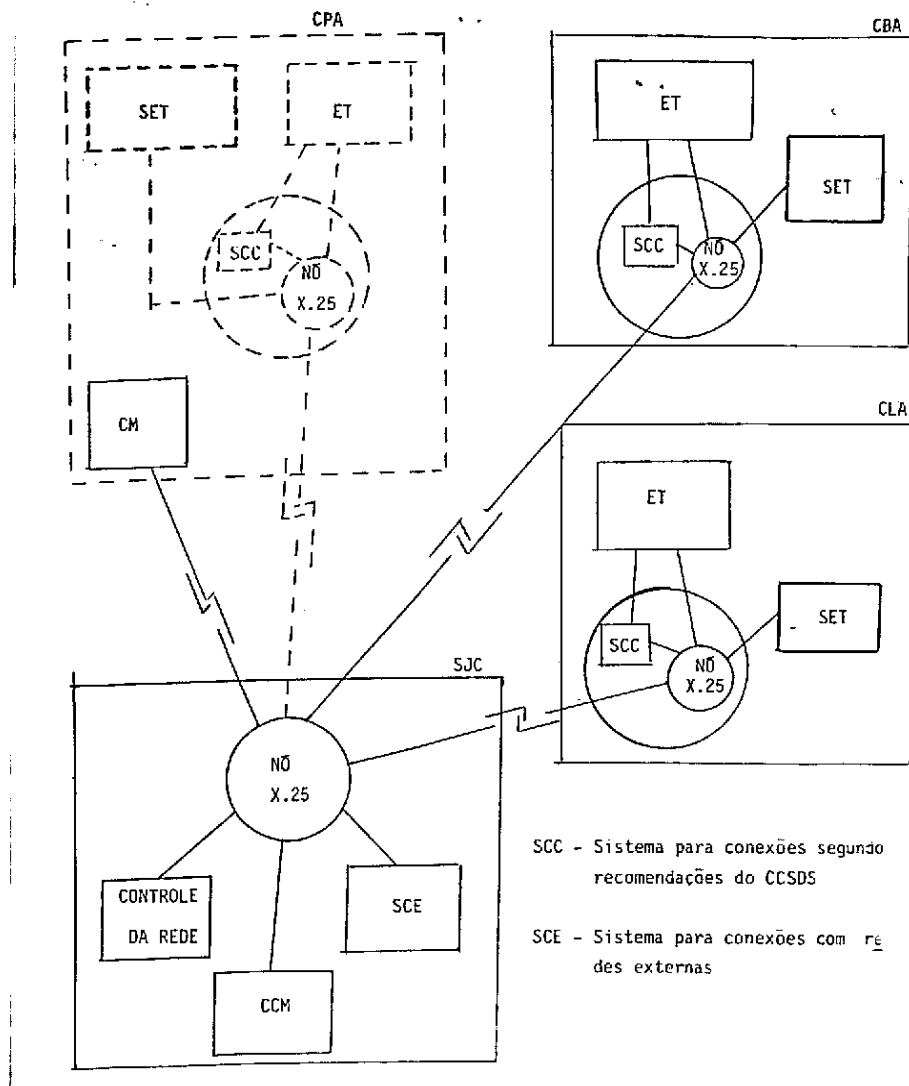 CPA
CBA
SET
ET
ET
SET
SCC
NÓ
X.25
SCC
NÓ
X.25
CM
CLA
ET
SET
SCC
NÓ
X.25
SJC
NÓ
X.25
CONTROLE
DA REDE
SCE
CCM
SCC - Sistema para conexões segundo
recomendações do CCSDS
SCE - Sistema para conexões com re
des externas